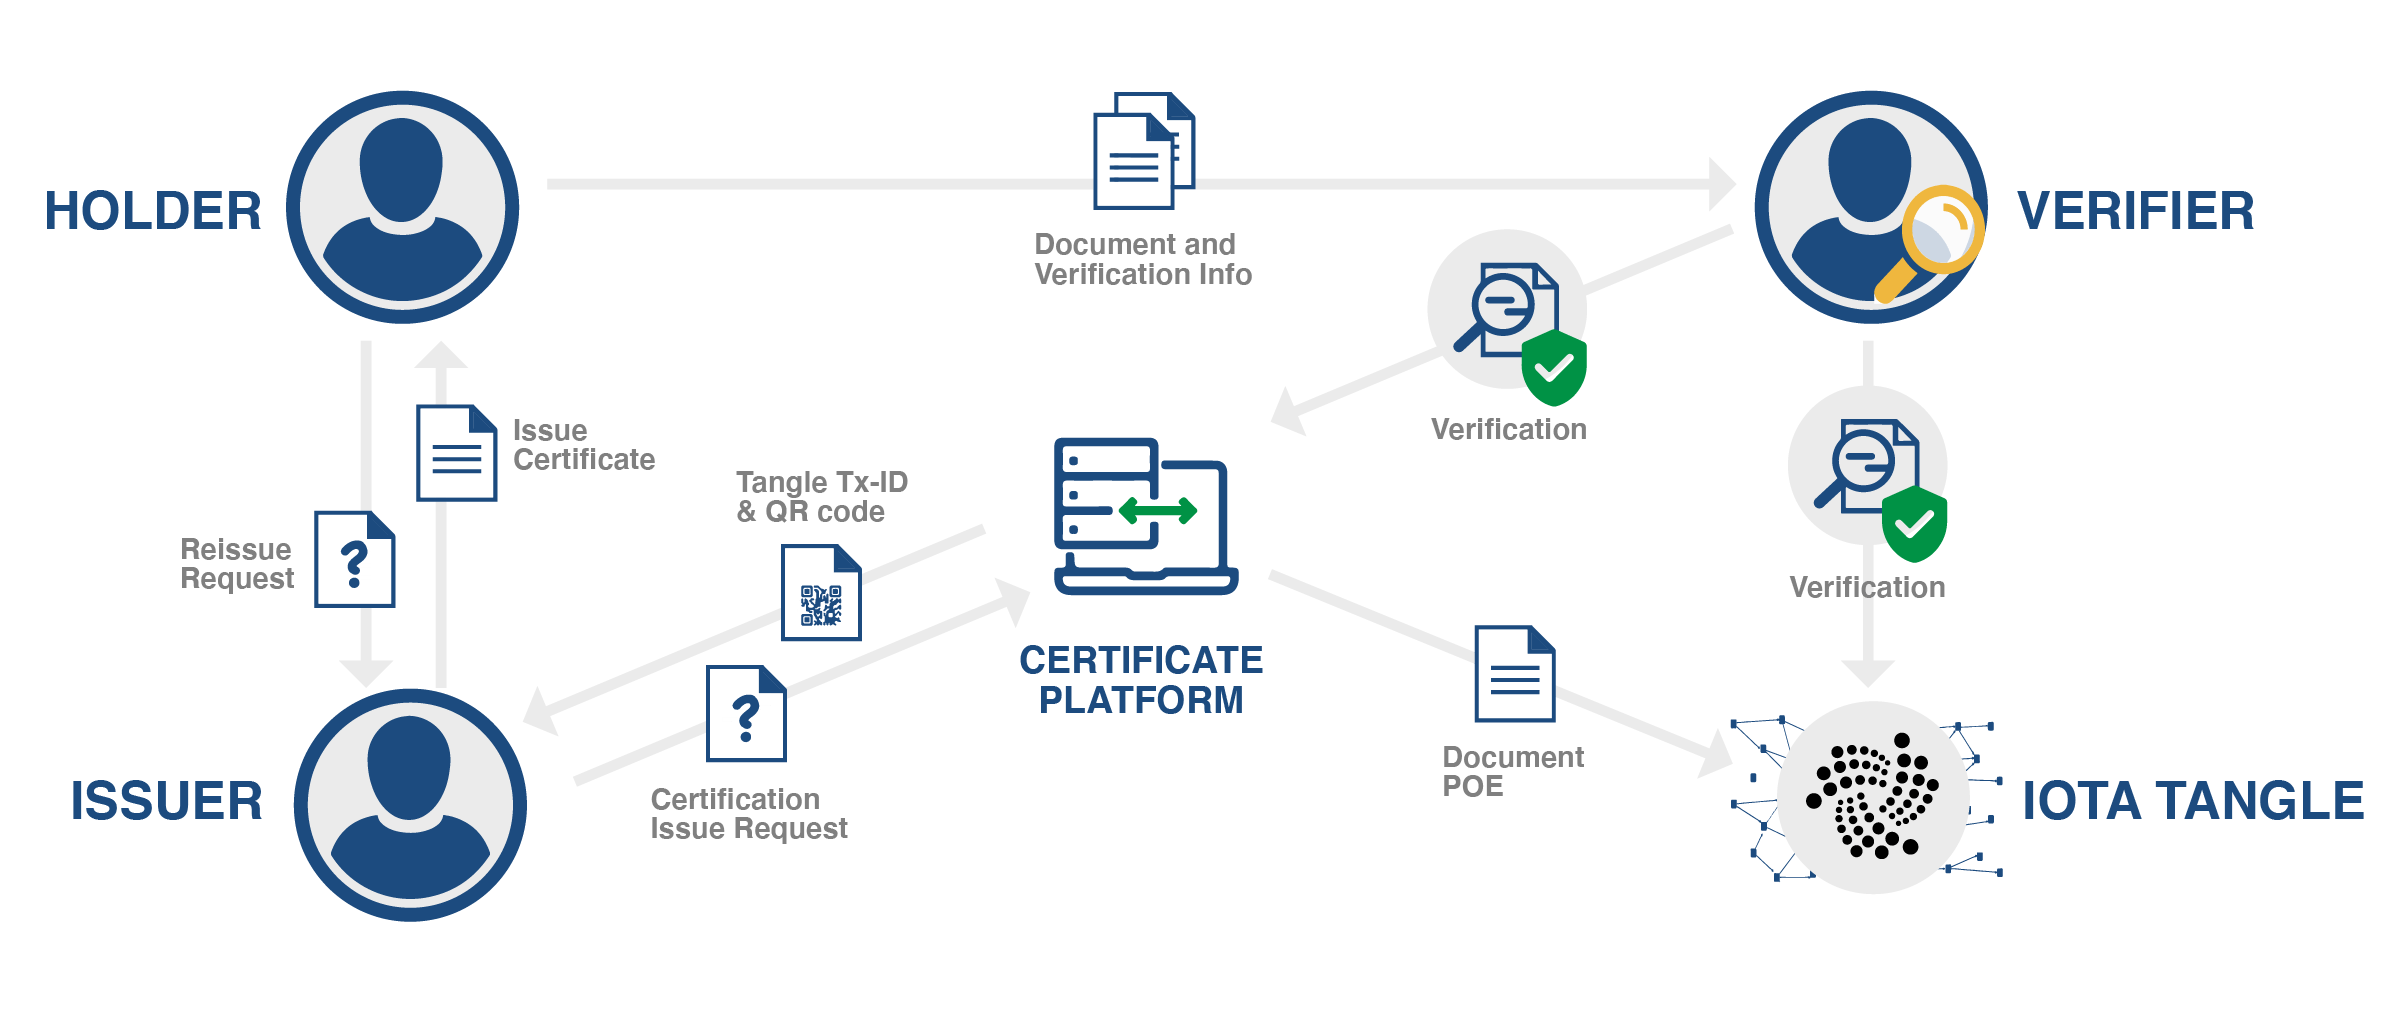 HOLDER
VERIFIER
Document and
Verification Info
Issue
Certificate
Verification
Tangle Tx-ID
& QR code
Reissue
Request
Verification
CERTIFICATE
PLATFORM
Document
POE
ISSUER
Certification
Issue Request
IOTA TANGLE